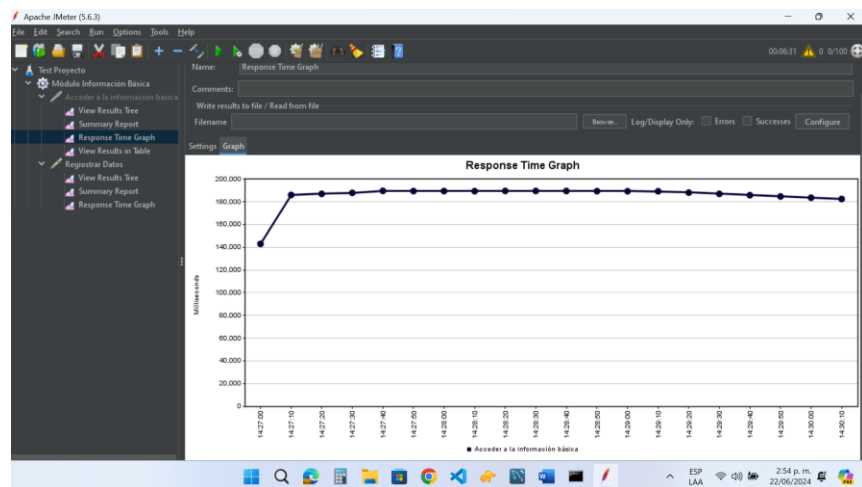 Apache JMeter (5.6.3)
File Edit Search Run Options Tools Help
00:06:31 0 0/100
Test Proyecto
Módulo Información Básica
Acceder a la información básica
View Results Tree
Summary Report
Response Time Graph
View Results in Table
Regiostrar Datos
View Results Tree
Summary Report
Response Time Graph
Name: Response Time Graph
Comments:
Write results to file / Read from file
Filename Browse... Log/Display Only: Errors Successes Configure
Settings Graph
Response Time Graph
Milliseconds
200,000
180,000
160,000
140,000
120,000
100,000
80,000
60,000
40,000
20,000
0
14:27:00 14:27:10 14:27:20 14:27:30 14:27:40 14:27:50 14:28:00 14:28:10 14:28:20 14:28:30 14:28:40 14:28:50 14:29:00 14:29:10 14:29:20 14:29:30 14:29:40 14:29:50 14:30:00 14:30:10
Acceder a la información básica
ESP
LAA
2:54 p. m.
22/06/2024